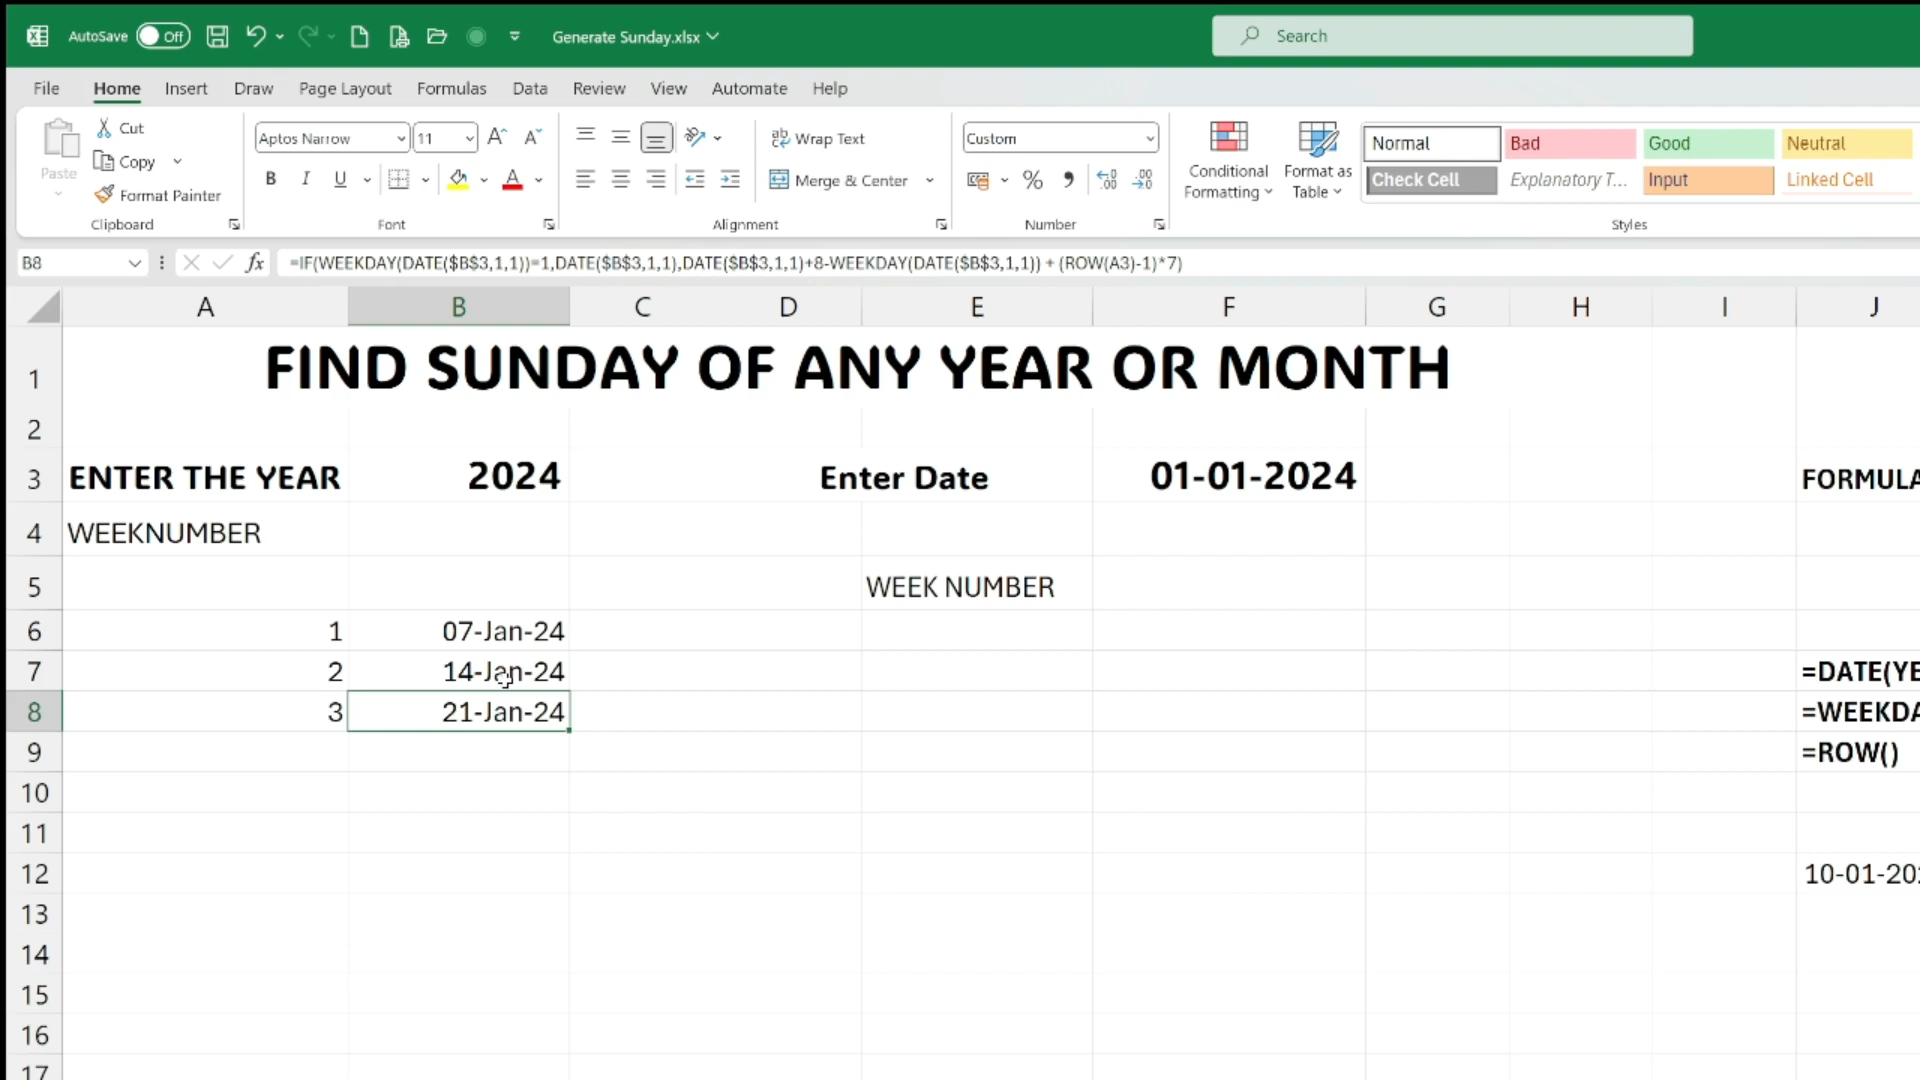 AutoSave Off Generate Sunday.xlsx Search
File Home Insert Draw Page Layout Formulas Data Review View Automate Help
Paste Cut Copy Format Painter Clipboard
Aptos Narrow 11 B I U A Font
Wrap Text Merge & Center Alignment
Custom % 9 .00 Number
Conditional Formatting Format as Table
Normal Bad Good Neutral
Check Cell Explanatory T... Input Linked Cell
Styles
B8 fx =IF(WEEKDAY(DATE($B$3,1,1))=1,DATE($B$3,1,1),DATE($B$3,1,1)+8-WEEKDAY(DATE($B$3,1,1)) + (ROW(A3)-1)*7)
A B C D E F G H I J
1 FIND SUNDAY OF ANY YEAR OR MONTH
2
3 ENTER THE YEAR 2024 Enter Date 01-01-2024 FORMULA
4 WEEKNUMBER
5 WEEK NUMBER
6 1 07-Jan-24
7 2 14-Jan-24 =DATE(YE
8 3 21-Jan-24 =WEEKDA
9 =ROW()
10
11
12 10-01-20
13
14
15
16
17